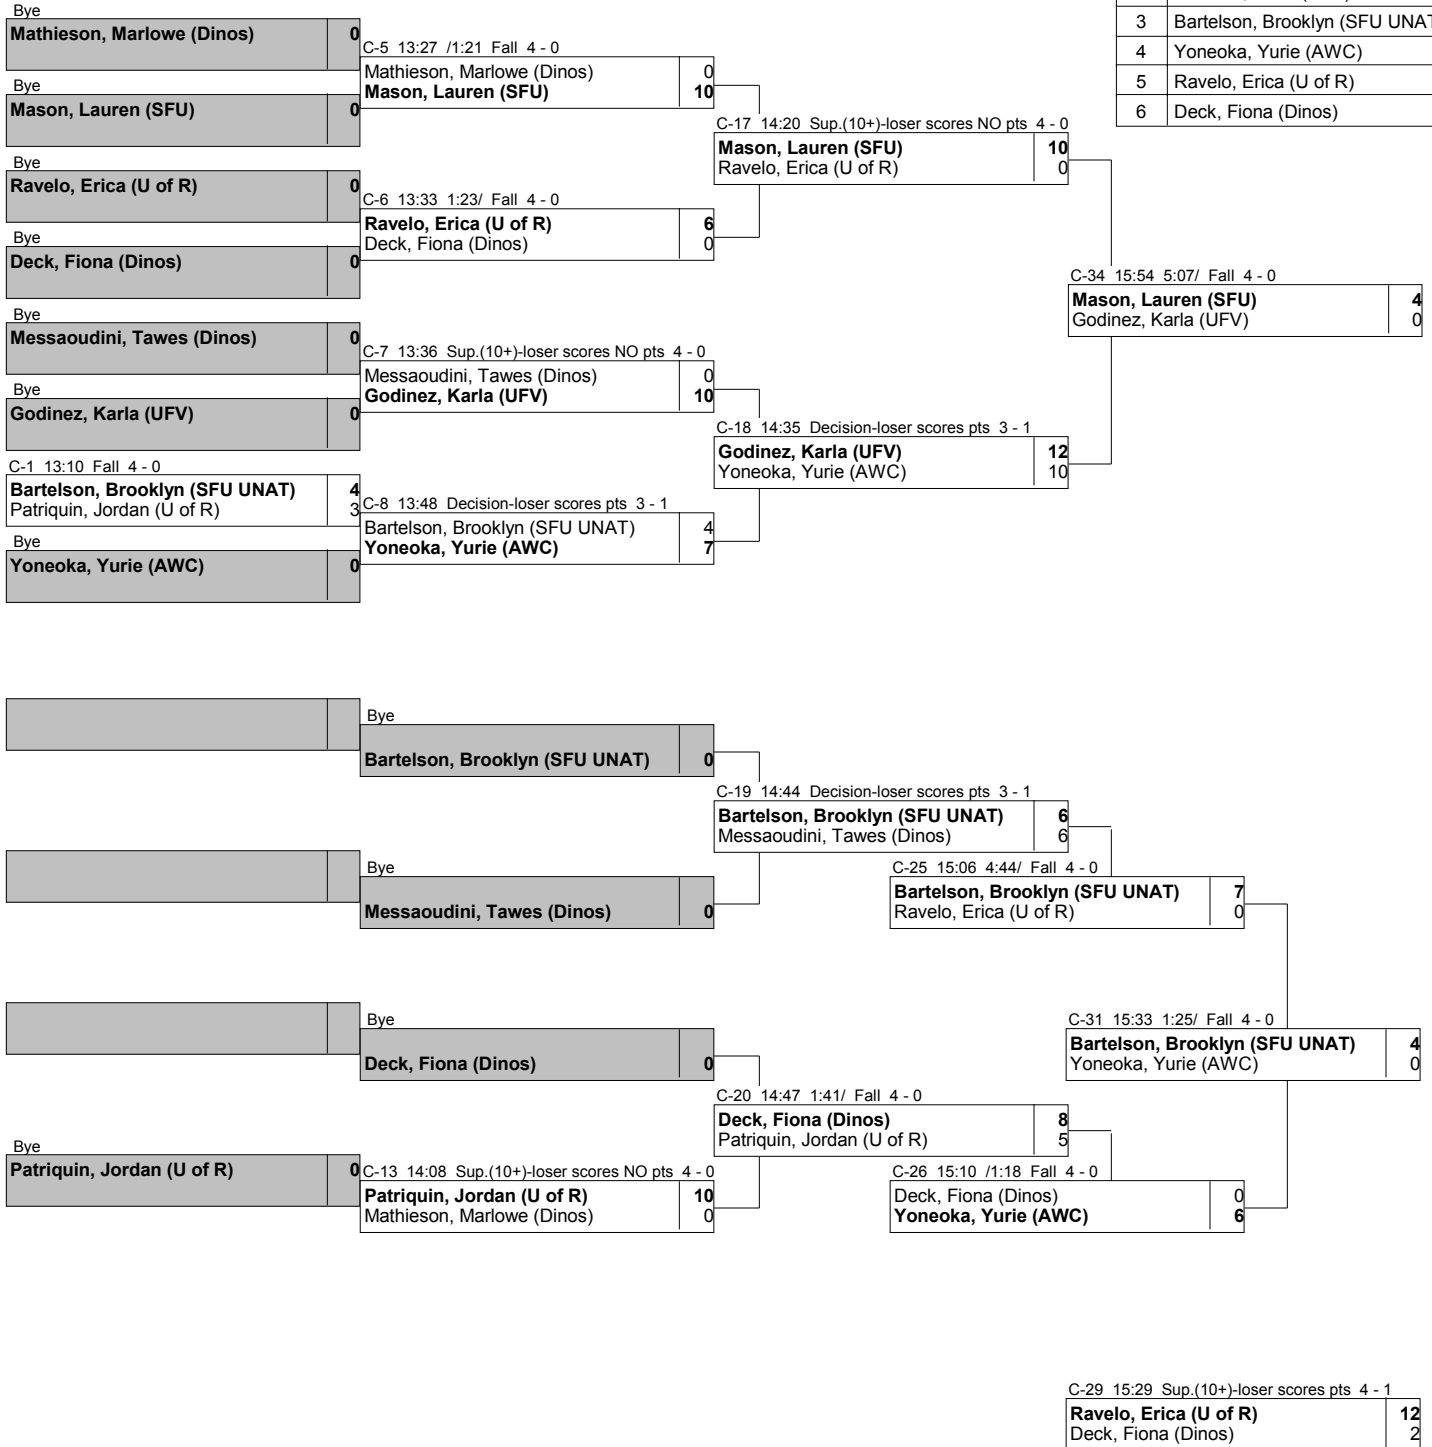 Bye
Mathieson, Marlowe (Dinos) 0
Bye
Mason, Lauren (SFU) 0
Bye
Ravelo, Erica (U of R) 0
Bye
Deck, Fiona (Dinos) 0
Bye
Messaoudini, Tawes (Dinos) 0
Bye
Godinez, Karla (UFV) 0
C-1 13:10 Fall 4 - 0
Bartelson, Brooklyn (SFU UNAT) 4
Patriquin, Jordan (U of R) 3
Bye
Yoneoka, Yurie (AWC) 0
C-5 13:27 /1:21 Fall 4 - 0
Mathieson, Marlowe (Dinos) 0
Mason, Lauren (SFU) 10
C-6 13:33 1:23/ Fall 4 - 0
Ravelo, Erica (U of R) 6
Deck, Fiona (Dinos) 0
C-7 13:36 Sup.(10+)-loser scores NO pts 4 - 0
Messaoudini, Tawes (Dinos) 0
Godinez, Karla (UFV) 10
C-8 13:48 Decision-loser scores pts 3 - 1
Bartelson, Brooklyn (SFU UNAT) 4
Yoneoka, Yurie (AWC) 7
C-17 14:20 Sup.(10+)-loser scores NO pts 4 - 0
Mason, Lauren (SFU) 10
Ravelo, Erica (U of R) 0
C-18 14:35 Decision-loser scores pts 3 - 1
Godinez, Karla (UFV) 12
Yoneoka, Yurie (AWC) 10
C-34 15:54 5:07/ Fall 4 - 0
Mason, Lauren (SFU) 4
Godinez, Karla (UFV) 0
3 Bartelson, Brooklyn (SFU UNAT
4 Yoneoka, Yurie (AWC)
5 Ravelo, Erica (U of R)
6 Deck, Fiona (Dinos)
Bye
Bartelson, Brooklyn (SFU UNAT) 0
Bye
Messaoudini, Tawes (Dinos) 0
Bye
Deck, Fiona (Dinos) 0
Bye
Patriquin, Jordan (U of R) 0
C-13 14:08 Sup.(10+)-loser scores NO pts 4 - 0
Patriquin, Jordan (U of R) 10
Mathieson, Marlowe (Dinos) 0
C-19 14:44 Decision-loser scores pts 3 - 1
Bartelson, Brooklyn (SFU UNAT) 6
Messaoudini, Tawes (Dinos) 6
C-20 14:47 1:41/ Fall 4 - 0
Deck, Fiona (Dinos) 8
Patriquin, Jordan (U of R) 5
C-25 15:06 4:44/ Fall 4 - 0
Bartelson, Brooklyn (SFU UNAT) 7
Ravelo, Erica (U of R) 0
C-26 15:10 /1:18 Fall 4 - 0
Deck, Fiona (Dinos) 0
Yoneoka, Yurie (AWC) 6
C-31 15:33 1:25/ Fall 4 - 0
Bartelson, Brooklyn (SFU UNAT) 4
Yoneoka, Yurie (AWC) 0
C-29 15:29 Sup.(10+)-loser scores pts 4 - 1
Ravelo, Erica (U of R) 12
Deck, Fiona (Dinos) 2